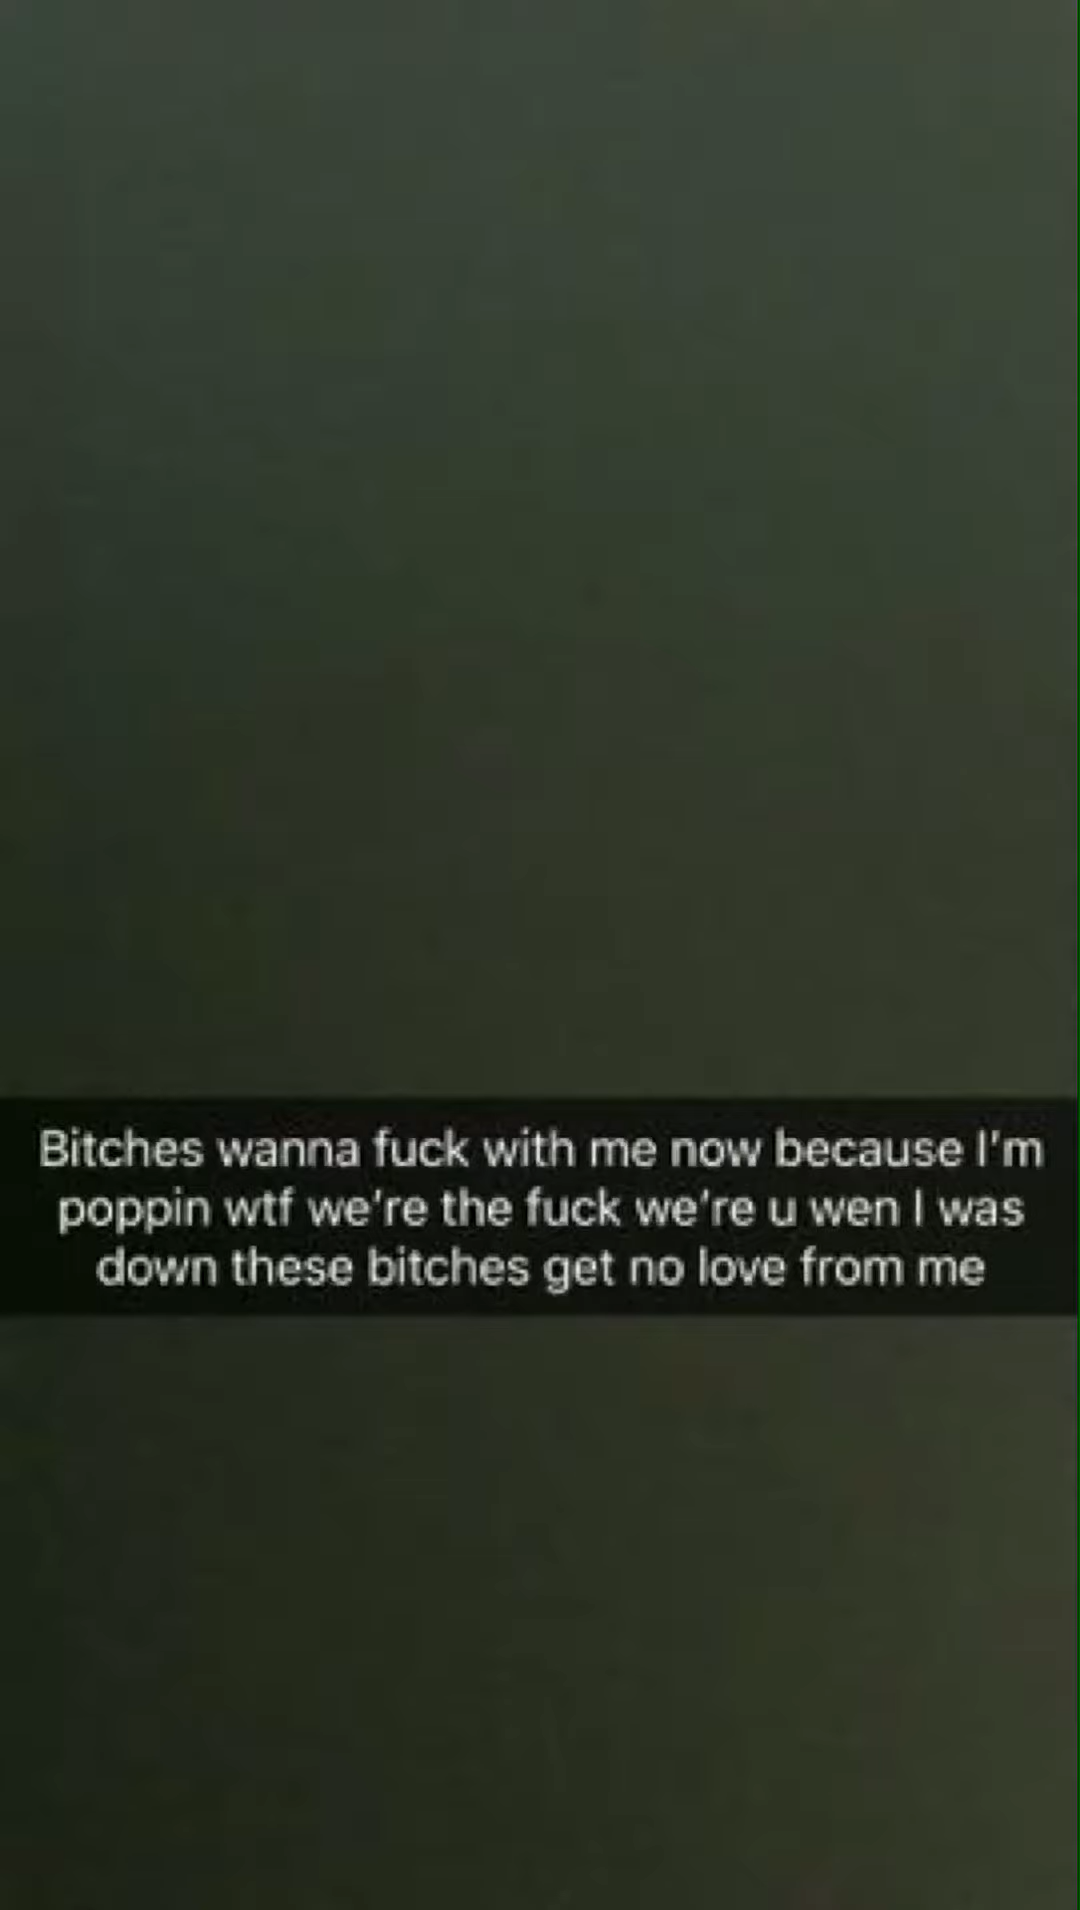 Bitches wanna fuck with me now because I'm
poppin wtf we're the fuck we're u wen I was
down these bitches get no love from me